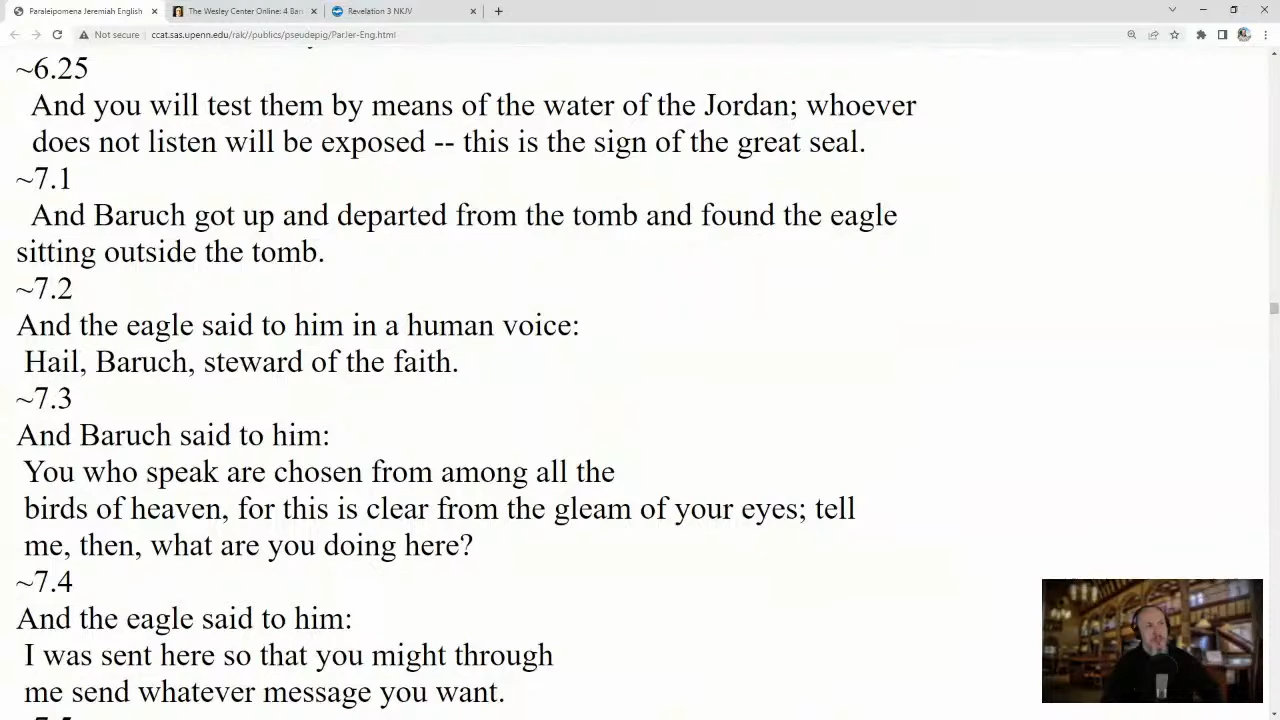 Paraleipomena Jeremiah English
The Wesley Center Online: 4 Bar
Revelation 3 NKJV
Not secure
ccat.sas.upenn.edu/rak//publics/pseudepig/ParJer-Eng.html
~6.25
And you will test them by means of the water of the Jordan; whoever
does not listen will be exposed -- this is the sign of the great seal.
~7.1
And Baruch got up and departed from the tomb and found the eagle
sitting outside the tomb.
~7.2
And the eagle said to him in a human voice:
Hail, Baruch, steward of the faith.
~7.3
And Baruch said to him:
You who speak are chosen from among all the
birds of heaven, for this is clear from the gleam of your eyes; tell
me, then, what are you doing here?
~7.4
And the eagle said to him:
I was sent here so that you might through
me send whatever message you want.